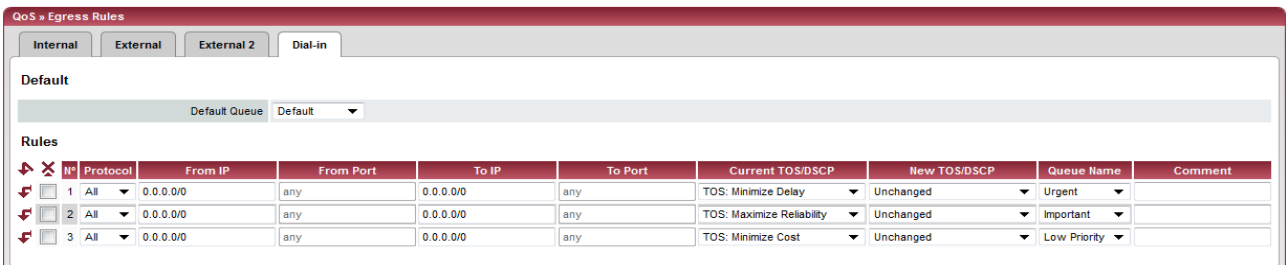 QoS » Egress Rules
Internal External External 2 Dial-in
Default
Default Queue Default
Rules
Nº Protocol From IP From Port To IP To Port Current TOS/DSCP New TOS/DSCP Queue Name Comment
1 All 0.0.0.0/0 any 0.0.0.0/0 any TOS: Minimize Delay Unchanged Urgent
2 All 0.0.0.0/0 any 0.0.0.0/0 any TOS: Maximize Reliability Unchanged Important
3 All 0.0.0.0/0 any 0.0.0.0/0 any TOS: Minimize Cost Unchanged Low Priority